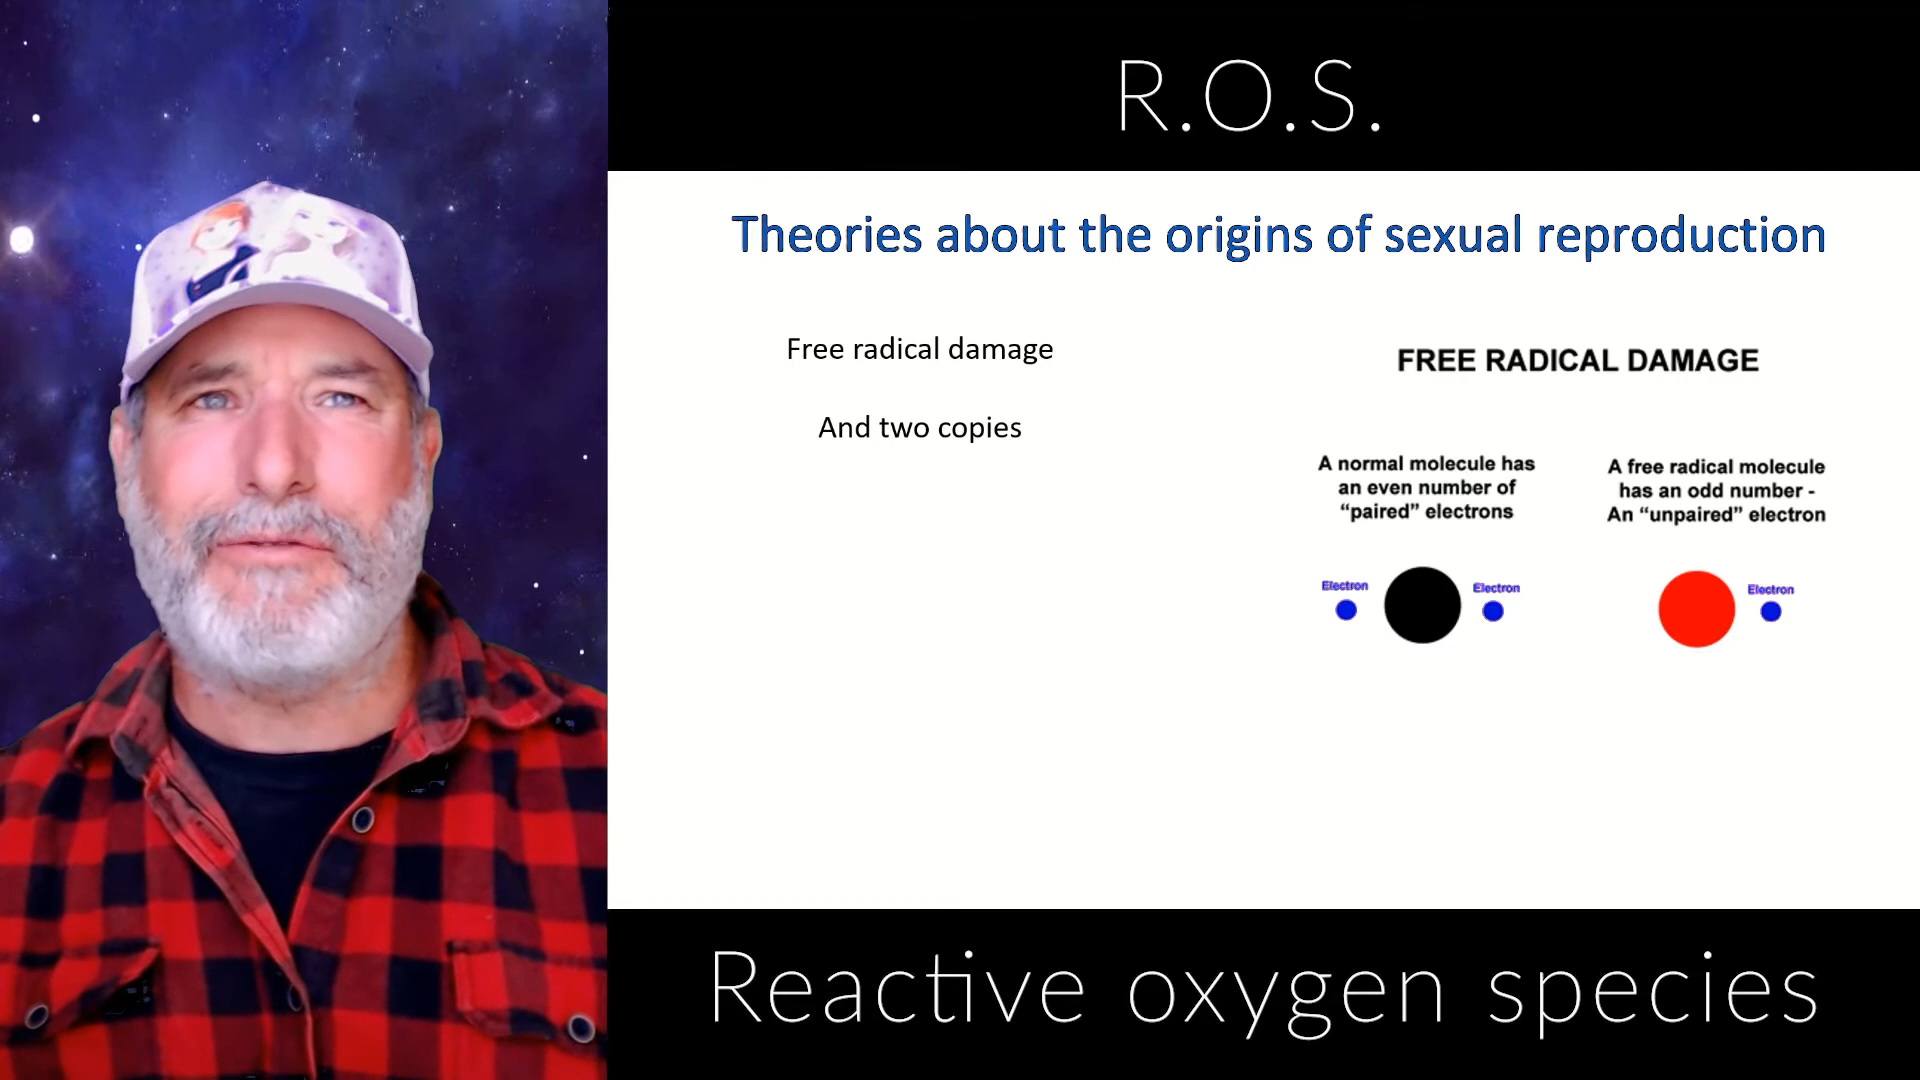 R.O.S.
Theories about the origins of sexual reproduction
Free radical damage
And two copies
FREE RADICAL DAMAGE
A normal molecule has
an even number of
“paired” electrons
A free radical molecule
has an odd number -
An “unpaired” electron
Electron
Electron
Electron
Reactive oxygen species